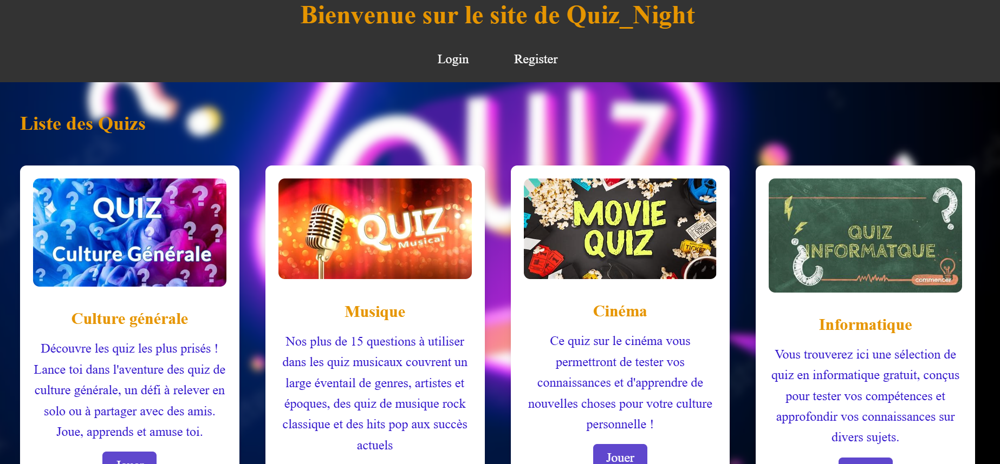 Bienvenue sur le site de Quiz_Night
Login
Register
QUIZ
Liste des Quizs
QUIZ
Culture Générale
Culture générale
Découvre les quiz les plus prisés !
Lance toi dans l'aventure des quiz de
culture générale, un défi à relever en
solo ou à partager avec des amis.
Joue, apprends et amuse toi.
Jouer
QUIZ
Musical
Musique
Nos plus de 15 questions à utiliser
dans les quiz musicaux couvrent un
large éventail de genres, artistes et
époques, des quiz de musique rock
classique et des hits pop aux succès
actuels
MOVIE
QUIZ
CINEMA
TICKET
TICKET
Cinéma
Ce quiz sur le cinéma vous
permettront de tester vos
connaissances et d'apprendre de
nouvelles choses pour votre culture
personnelle !
Jouer
QUIZ
INFORMATQUE
commencer
Informatique
Vous trouverez ici une sélection de
quiz en informatique gratuit, conçus
pour tester vos compétences et
approfondir vos connaissances sur
divers sujets.